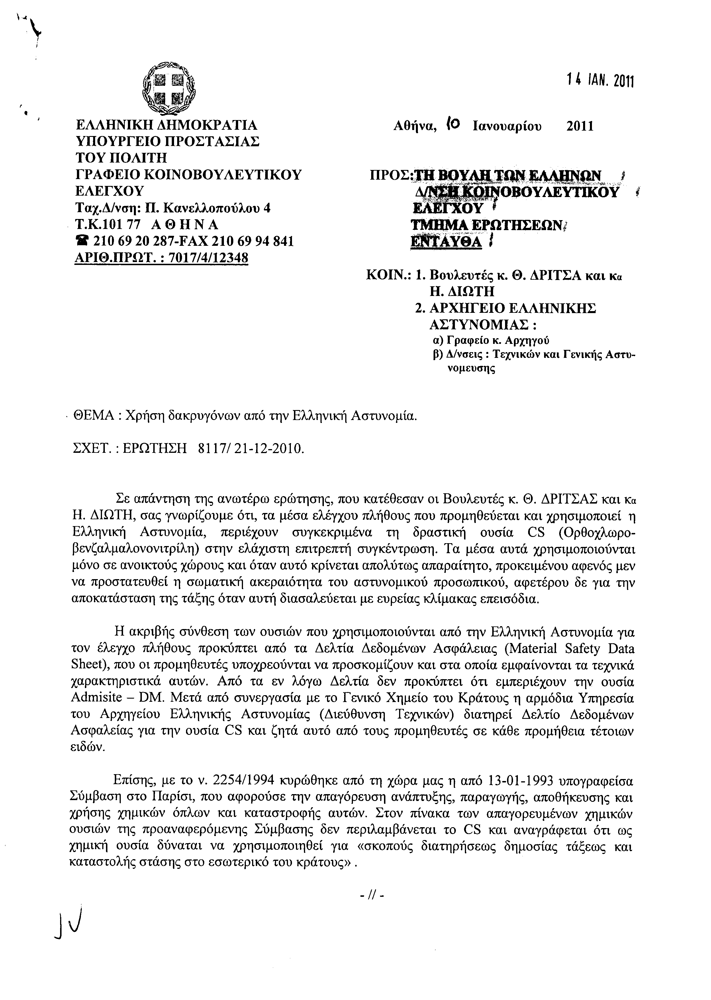 14 ΙΑΝ. 2011
ΕΛΛΗΝΙΚΗ ΔΗΜΟΚΡΑΤΙΑ
ΥΠΟΥΡΓΕΙΟ ΠΡΟΣΤΑΣΙΑΣ
ΤΟΥ ΠΟΛΙΤΗ
ΓΡΑΦΕΙΟ ΚΟΙΝΟΒΟΥΛΕΥΤΙΚΟΥ
ΕΛΕΓΧΟΥ
Ταχ.Δ/νση: Π. Κανελλοπούλου 4
Τ.Κ.101 77 Α Θ Η Ν Α
☎ 210 69 20 287-FAX 210 69 94 841
ΑΡΙΘ.ΠΡΩΤ. : 7017/4/12348
Αθήνα, 10 Ιανουαρίου 2011
ΠΡΟΣ:ΤΗ ΒΟΥΛΗ ΤΩΝ ΕΛΛΗΝΩΝ
Δ/ΝΣΗ ΚΟΙΝΟΒΟΥΛΕΥΤΙΚΟΥ
ΕΛΕΓΧΟΥ
ΤΜΗΜΑ ΕΡΩΤΗΣΕΩΝ
ΕΝΤΑΥΘΑ
ΚΟΙΝ.: 1. Βουλευτές κ. Θ. ΔΡΙΤΣΑ και κα
Η. ΔΙΩΤΗ
2. ΑΡΧΗΓΕΙΟ ΕΛΛΗΝΙΚΗΣ
ΑΣΤΥΝΟΜΙΑΣ :
α) Γραφείο κ. Αρχηγού
β) Δ/νσεις : Τεχνικών και Γενικής Αστυ-
νομευσης
ΘΕΜΑ : Χρήση δακρυγόνων από την Ελληνική Αστυνομία.
ΣΧΕΤ. : ΕΡΩΤΗΣΗ 8117/ 21-12-2010.
Σε απάντηση της ανωτέρω ερώτησης, που κατέθεσαν οι Βουλευτές κ. Θ. ΔΡΙΤΣΑΣ και κα
Η. ΔΙΩΤΗ, σας γνωρίζουμε ότι, τα μέσα ελέγχου πλήθους που προμηθεύεται και χρησιμοποιεί η
Ελληνική Αστυνομία, περιέχουν συγκεκριμένα τη δραστική ουσία CS (Ορθοχλωρο-
βενζαλμαλονονιτρίλη) στην ελάχιστη επιτρεπτή συγκέντρωση. Τα μέσα αυτά χρησιμοποιούνται
μόνο σε ανοικτούς χώρους και όταν αυτό κρίνεται απολύτως απαραίτητο, προκειμένου αφενός μεν
να προστατευθεί η σωματική ακεραιότητα του αστυνομικού προσωπικού, αφετέρου δε για την
αποκατάσταση της τάξης όταν αυτή διασαλεύεται με ευρείας κλίμακας επεισόδια.
Η ακριβής σύνθεση των ουσιών που χρησιμοποιούνται από την Ελληνική Αστυνομία για
τον έλεγχο πλήθους προκύπτει από τα Δελτία Δεδομένων Ασφάλειας (Material Safety Data
Sheet), που οι προμηθευτές υποχρεούνται να προσκομίζουν και στα οποία εμφαίνονται τα τεχνικά
χαρακτηριστικά αυτών. Από τα εν λόγω Δελτία δεν προκύπτει ότι εμπεριέχουν την ουσία
Admisite – DM. Μετά από συνεργασία με το Γενικό Χημείο του Κράτους η αρμόδια Υπηρεσία
του Αρχηγείου Ελληνικής Αστυνομίας (Διεύθυνση Τεχνικών) διατηρεί Δελτίο Δεδομένων
Ασφαλείας για την ουσία CS και ζητά αυτό από τους προμηθευτές σε κάθε προμήθεια τέτοιων
ειδών.
Επίσης, με το ν. 2254/1994 κυρώθηκε από τη χώρα μας η από 13-01-1993 υπογραφείσα
Σύμβαση στο Παρίσι, που αφορούσε την απαγόρευση ανάπτυξης, παραγωγής, αποθήκευσης και
χρήσης χημικών όπλων και καταστροφής αυτών. Στον πίνακα των απαγορευμένων χημικών
ουσιών της προαναφερόμενης Σύμβασης δεν περιλαμβάνεται το CS και αναγράφεται ότι ως
χημική ουσία δύναται να χρησιμοποιηθεί για «σκοπούς διατηρήσεως δημοσίας τάξεως και
καταστολής στάσης στο εσωτερικό του κράτους» .
- // -